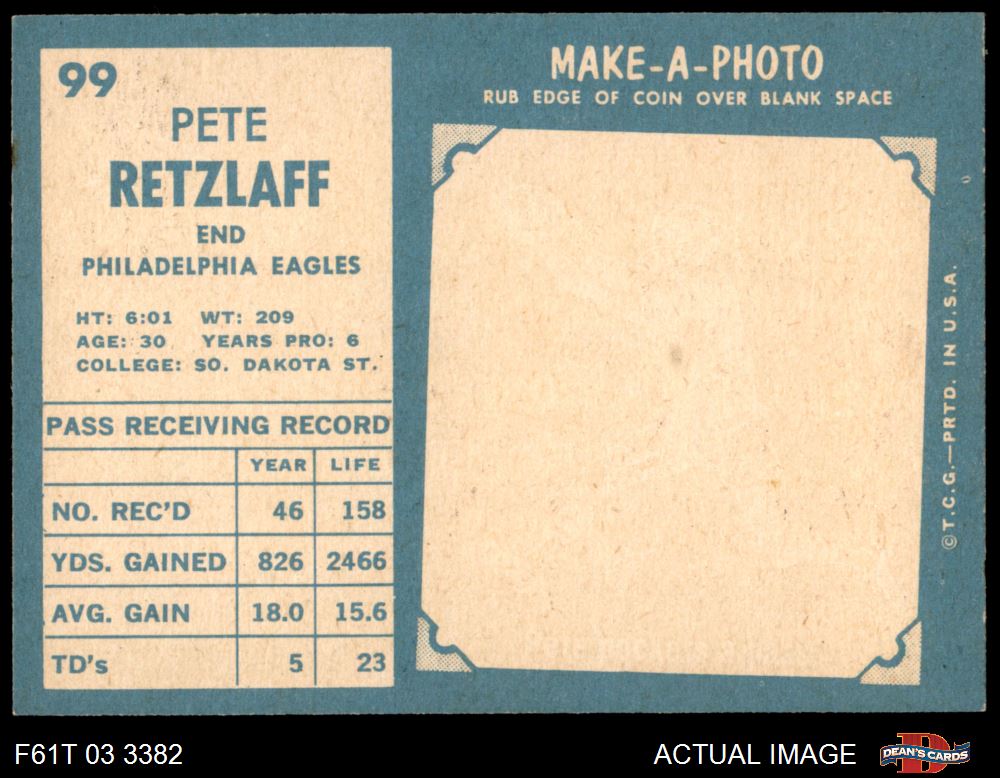 99
PETE
RETZLAFF
END
PHILADELPHIA EAGLES
HT: 6:01 WT: 209
AGE: 30 YEARS PRO: 6
COLLEGE: SO. DAKOTA ST.
PASS RECEIVING RECORD
YEAR LIFE
NO. REC'D 46 158
YDS. GAINED 826 2466
AVG. GAIN 18.0 15.6
TD's 5 23
MAKE-A-PHOTO
RUB EDGE OF COIN OVER BLANK SPACE
©T.C.G.—PRTD. IN U.S.A.
F61T 03 3382
ACTUAL IMAGE
DEAN'S CARDS